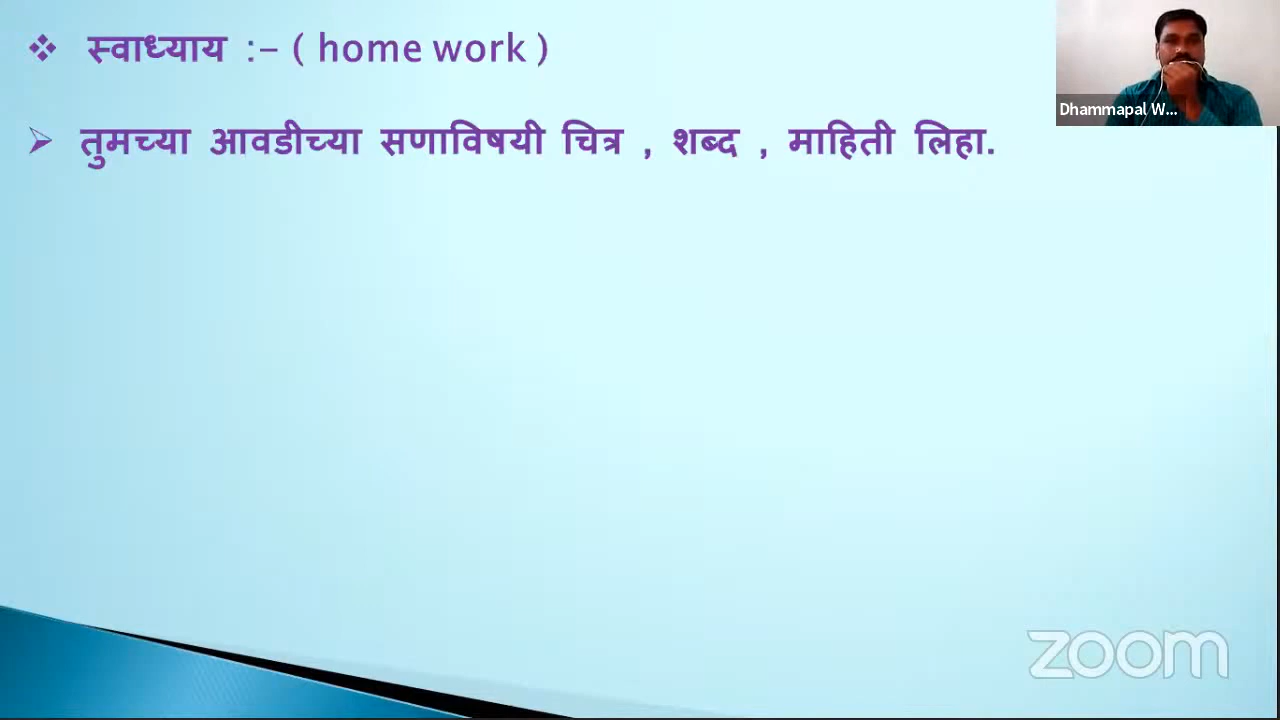 ❖ स्वाध्याय :– ( home work )
➢ तुमच्या आवडीच्या सणाविषयी चित्र , शब्द , माहिती लिहा.
Dhammapal W...
zoom